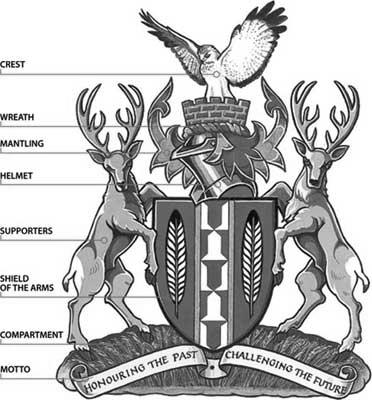 CREST
WREATH
MANTLING
HELMET
SUPPORTERS
SHIELD
OF THE ARMS
COMPARTMENT
MOTTO
HONOURING THE PAST CHALLENGING THE FUTURE